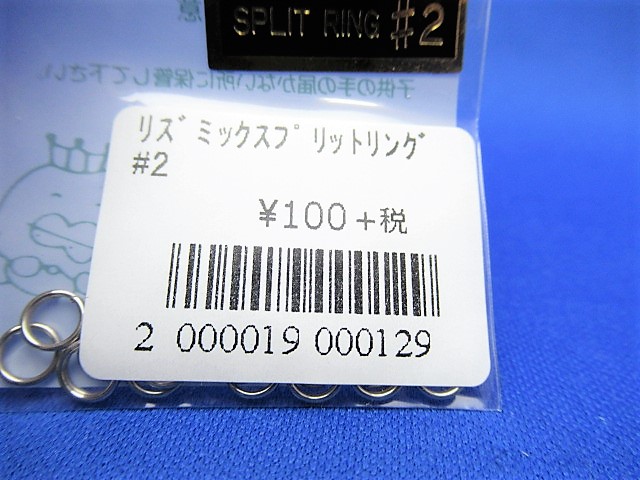 意
SPLIT RING #2
子供の手の届かない所に保管して下さい
ﾘｽﾞﾐｯｸｽﾌﾟﾘｯﾄﾘﾝｸﾞ
#2
¥100+税
2 000019 000129